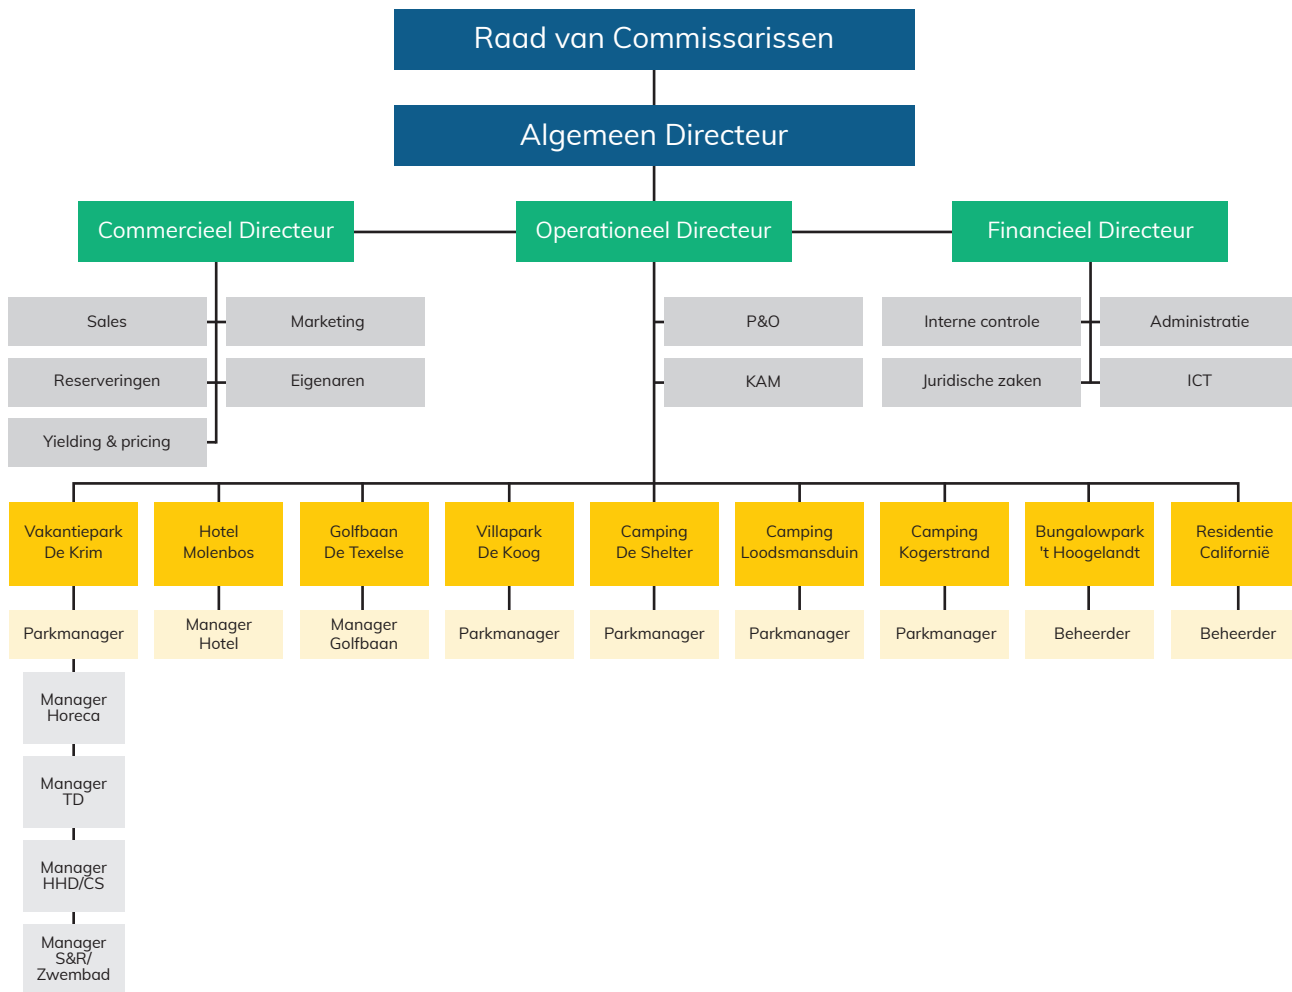 Raad van Commissarissen
Algemeen Directeur
Commercieel Directeur
Operationeel Directeur
Financieel Directeur
Sales
Marketing
P&O
Interne controle
Administratie
Reserveringen
Eigenaren
KAM
Juridische zaken
ICT
Yielding & pricing
Vakantiepark
De Krim
Hotel
Molenbos
Golfbaan
De Texelse
Villapark
De Koog
Camping
De Shelter
Camping
Loodsmansduin
Camping
Kogerstrand
Bungalowpark
't Hoogelandt
Residentie
Californië
Parkmanager
Manager
Hotel
Manager
Golfbaan
Parkmanager
Parkmanager
Parkmanager
Parkmanager
Beheerder
Beheerder
Manager
Horeca
Manager
TD
Manager
HHD/CS
Manager
S&R/
Zwembad